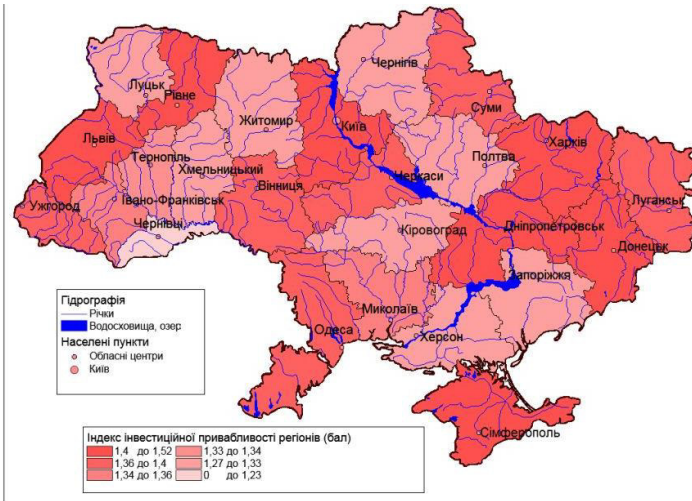 Чернігів
Луцьк
Рівне
Суми
Житомир
Київ
Львів
Харків
Тернопіль
Полтва
Хмельницький
Черкаси
Вінниця
Ужгород
Івано-Франківськ
Луганськ
Чернівці
Дніпропетровськ
Кіровоград
Донецьк
Запоріжжя
Миколаїв
Одеса
Херсон
Сімферополь
Гідрографія
Річки
Водосховища, озер
Населені пункти
Обласні центри
Київ
Індекс інвестиційної привабливості регіонів (бал)
1,4 до 1,52 1,33 до 1,34
1,36 до 1,4 1,27 до 1,33
1,34 до 1,36 0 до 1,23